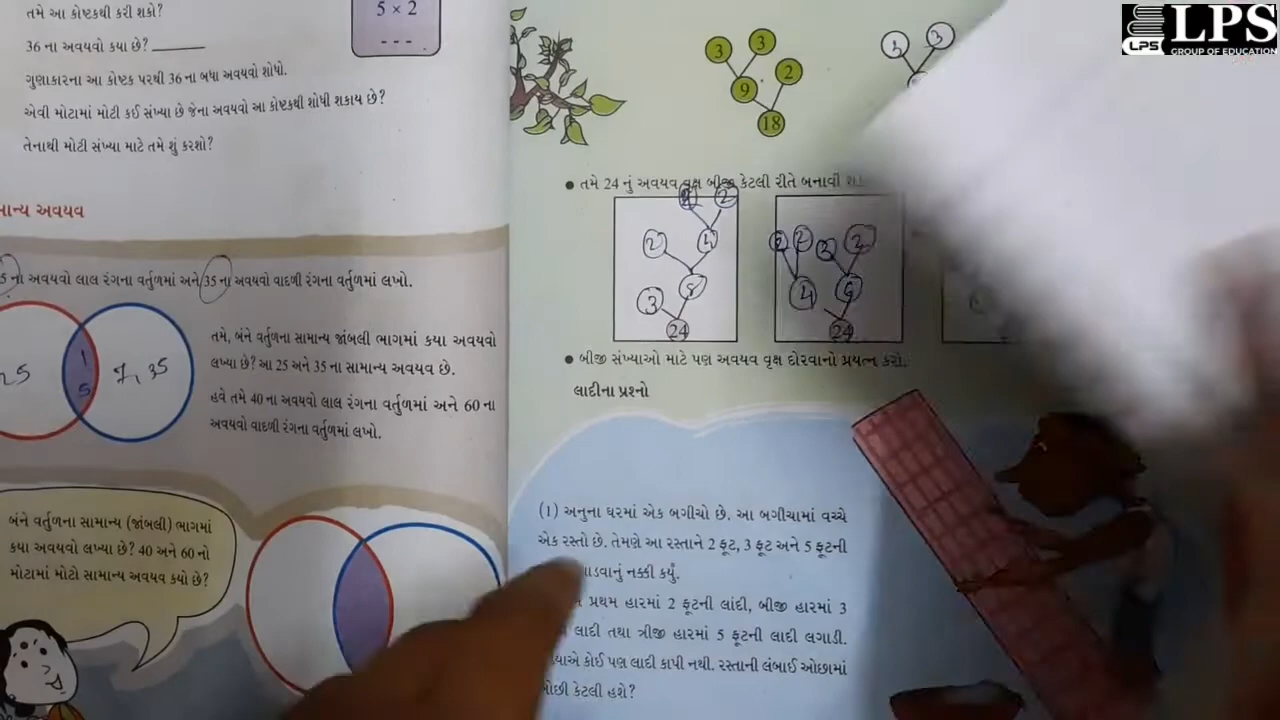 તમે આ કોષ્ટકથી કરી શકો?
36 ના અવયવો કયા છે?
ગુણાકારના આ કોષ્ટક પરથી 36 ના બધા અવયવો શોધો.
એવી મોટામાં મોટી કઈ સંખ્યા છે જેના અવયવો આ કોષ્ટકથી શોધી શકાય છે?
તેનાથી મોટી સંખ્યા માટે તમે શું કરશો?
5 × 2
અવયવ
5 ના અવયવો લાલ રંગના વર્તુળમાં અને 35 ના અવયવો વાદળી રંગના વર્તુળમાં લખો.
25
1
5
7, 35
તમે, બંને વર્તુળના સામાન્ય જાંબલી ભાગમાં કયા અવયવો
લખ્યા છે? આ 25 અને 35 ના સામાન્ય અવયવ છે.
હવે તમે 40 ના અવયવો લાલ રંગના વર્તુળમાં અને 60 ના
અવયવો વાદળી રંગના વર્તુળમાં લખો.
બંને વર્તુળના સામાન્ય (જાંબલી) ભાગમાં
કયા અવયવો લખ્યા છે? 40 અને 60 નો
મોટામાં મોટો સામાન્ય અવયવ કયો છે?
3 3
9 2
18
3 3
• તમે 24 નું અવયવ વૃક્ષ બીજી કેટલી રીતે બનાવી
2
2 4
3 8
24
2 2
4 6
24
• બીજી સંખ્યાઓ માટે પણ અવયવ વૃક્ષ દોરવાનો પ્રયત્ન કરો.
લાદીના પ્રશ્નો
(1) અનુના ઘરમાં એક બગીચો છે. આ બગીચામાં વચ્ચે
એક રસ્તો છે. તેમણે આ રસ્તાને 2 ફૂટ, 3 ફૂટ અને 5 ફૂટની
નક્કી કર્યું.
પ્રથમ હારમાં 2 ફૂટની લાંદી, બીજી હારમાં 3
લાદી તથા ત્રીજી હારમાં 5 ફૂટની લાદી લગાડી.
કોઈ પણ લાદી કાપી નથી. રસ્તાની લંબાઈ ઓછામાં
કેટલી હશે?
LPS
LPS
GROUP OF EDUCATION